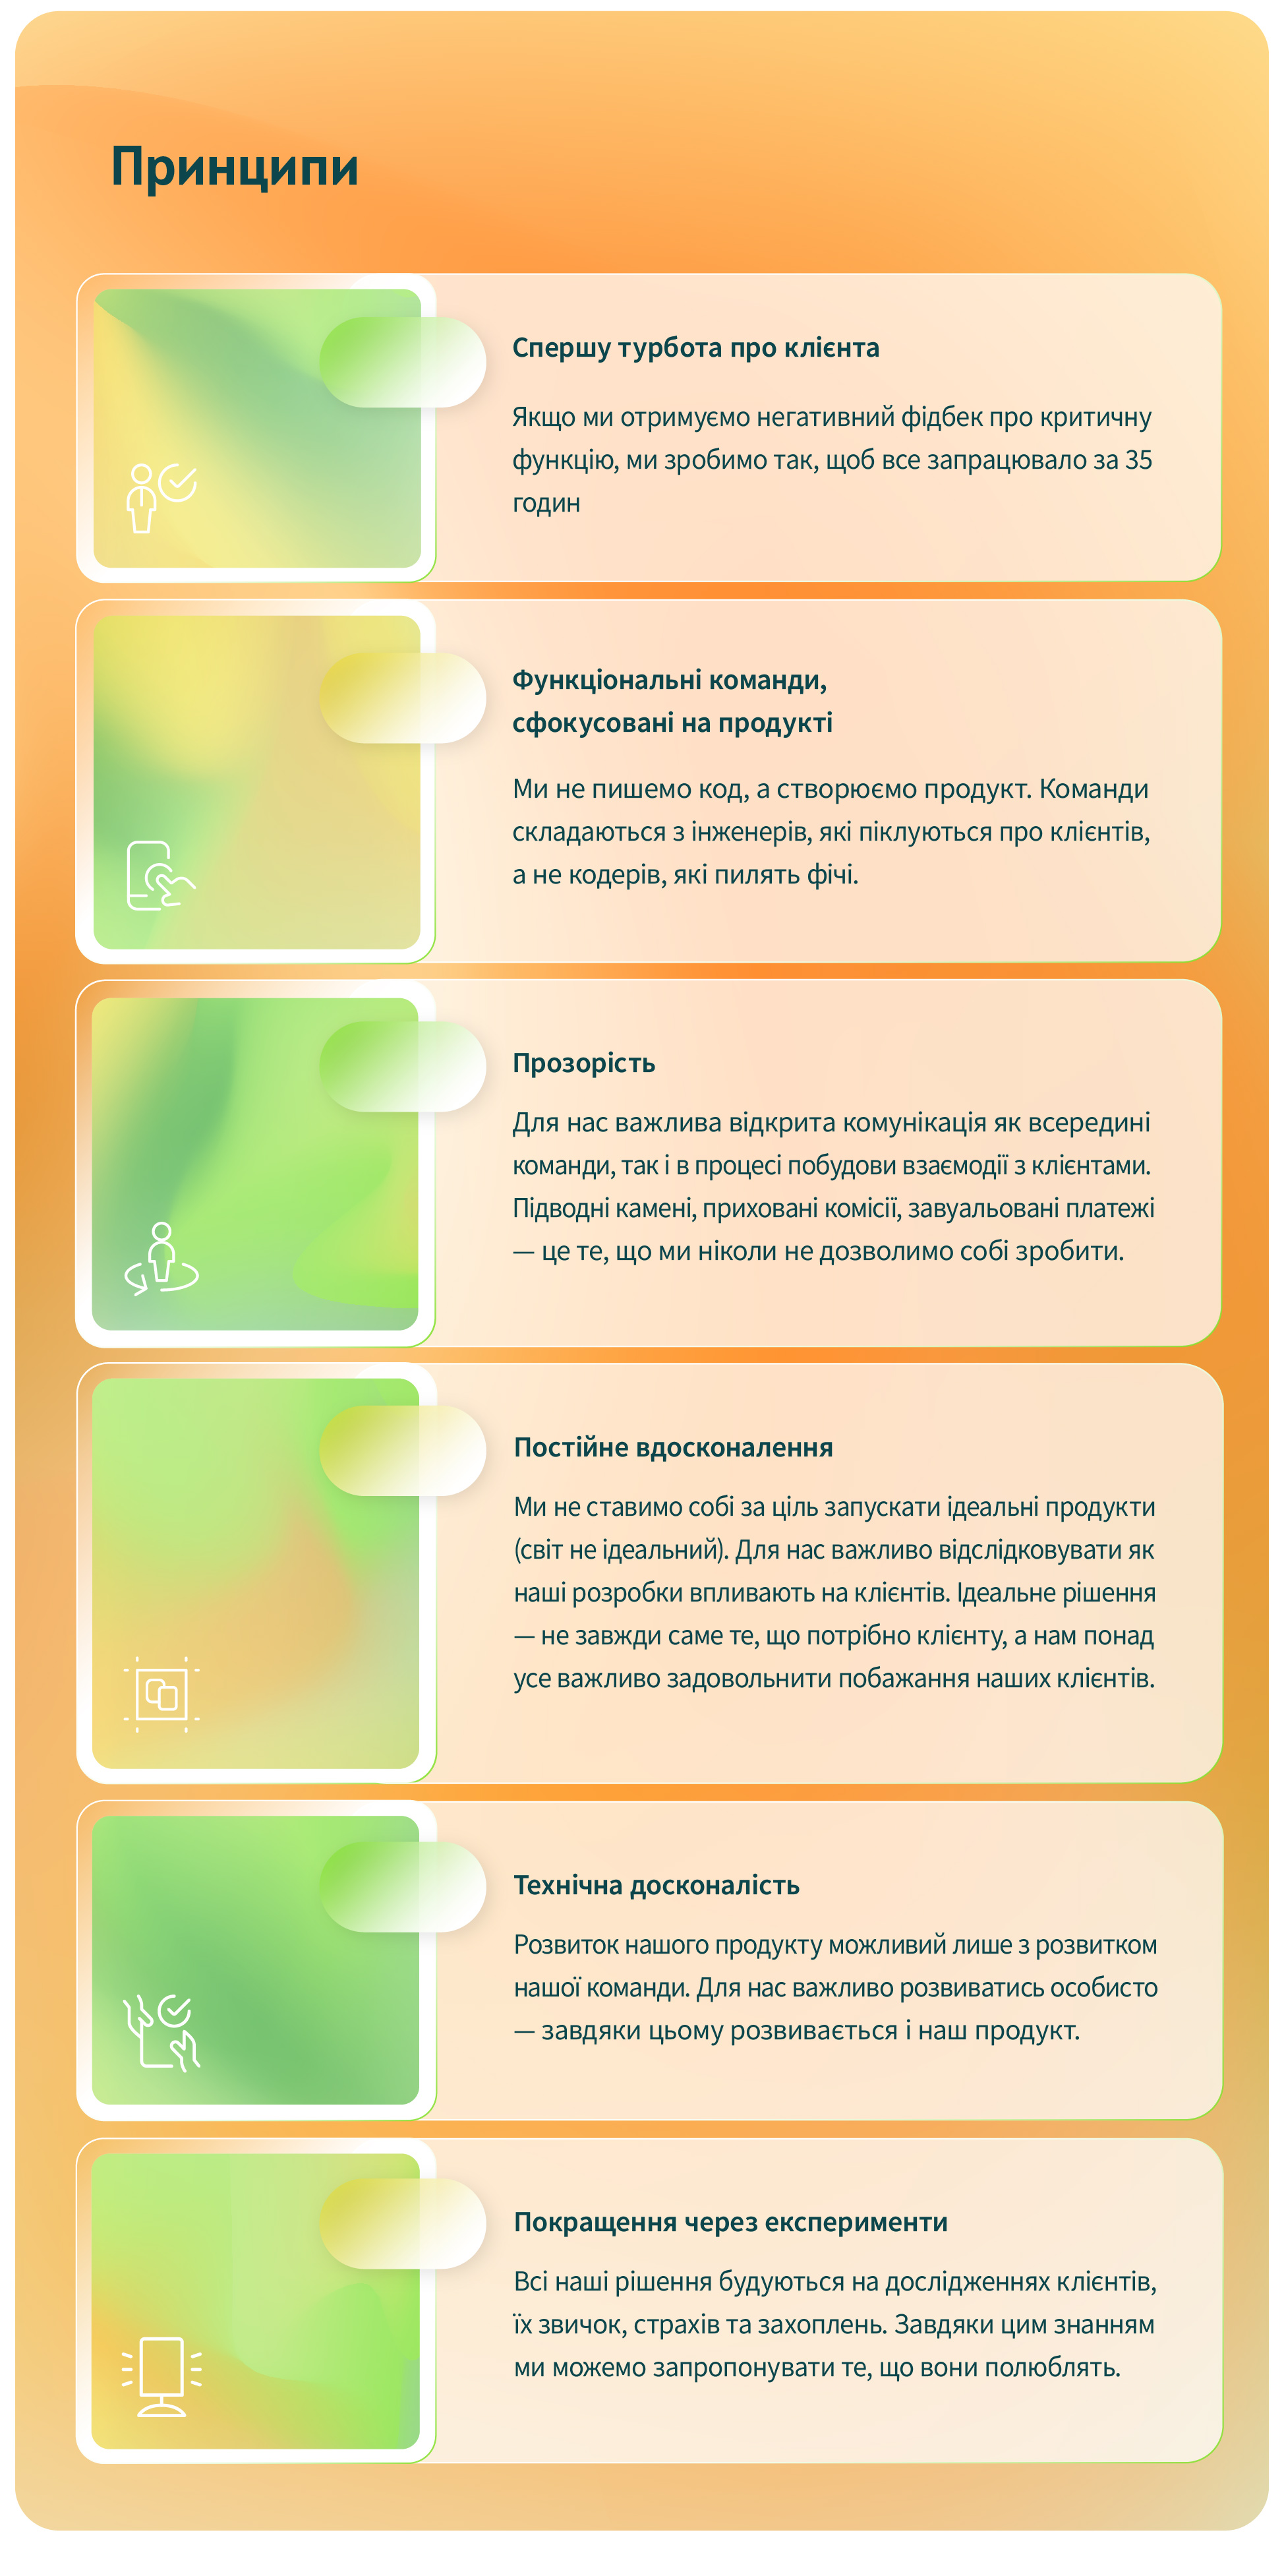 Принципи
Спершу турбота про клієнта
Якщо ми отримуємо негативний фідбек про критичну
функцію, ми зробимо так, щоб все запрацювало за 35
годин
Функціональні команди,
сфокусовані на продукті
Ми не пишемо код, а створюємо продукт. Команди
складаються з інженерів, які піклуються про клієнтів,
а не кодерів, які пилять фічі.
Прозорість
Для нас важлива відкрита комунікація як всередині
команди, так і в процесі побудови взаємодії з клієнтами.
Підводні камені, приховані комісії, завуальовані платежі
— це те, що ми ніколи не дозволимо собі зробити.
Постійне вдосконалення
Ми не ставимо собі за ціль запускати ідеальні продукти
(світ не ідеальний). Для нас важливо відслідковувати як
наші розробки впливають на клієнтів. Ідеальне рішення
— не завжди саме те, що потрібно клієнту, а нам понад
усе важливо задовольнити побажання наших клієнтів.
Технічна досконалість
Розвиток нашого продукту можливий лише з розвитком
нашої команди. Для нас важливо розвиватись особисто
— завдяки цьому розвивається і наш продукт.
Покращення через експерименти
Всі наші рішення будуються на дослідженнях клієнтів,
їх звичок, страхів та захоплень. Завдяки цим знанням
ми можемо запропонувати те, що вони полюблять.